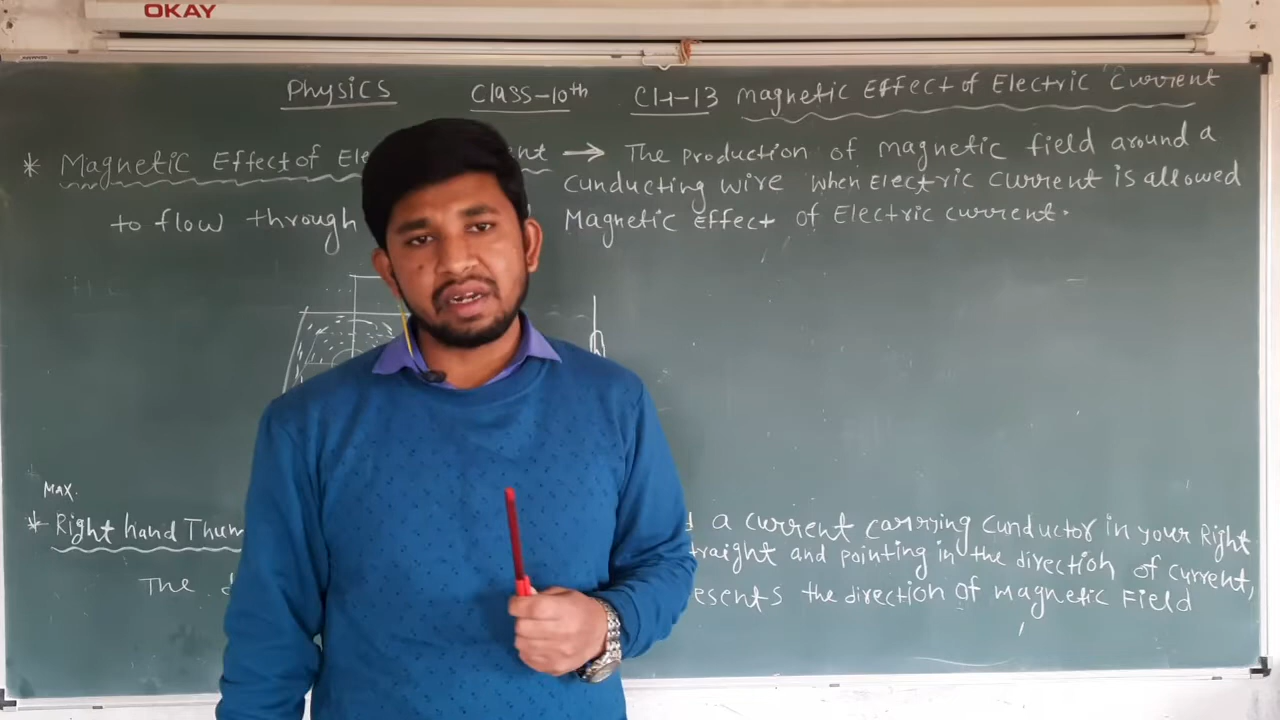 OKAY
Physics Class-10th CH-13 Magnetic Effect of Electric Current
* Magnetic Effect of Ele nt → The production of magnetic field around a
cunducting wire when Electric current is allowed
to flow through Magnetic Effect of Electric current.
MAX.
* Right hand Thum d a current carrying cunductor in your Right
traight and pointing in the direction of current,
The esents the direction of magnetic Field